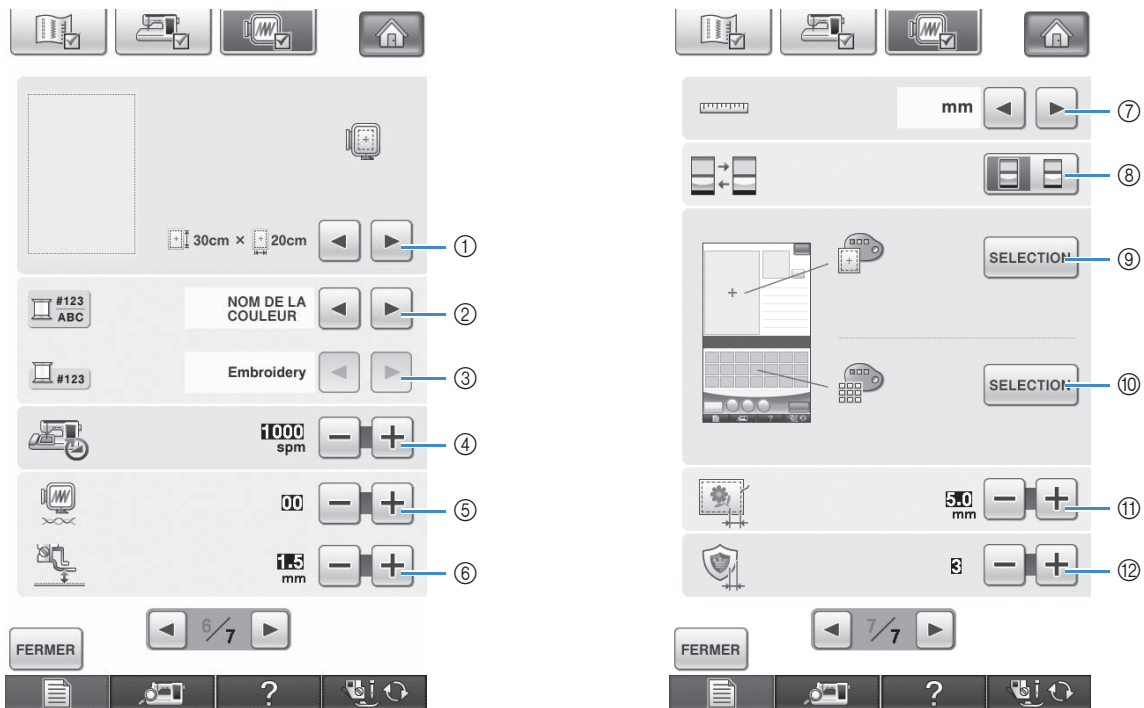 30cm × 20cm
①
#123
ABC
NOM DE LA
COULEUR
②
#123
Embroidery
③
1000
spm
④
00
⑤
1.5
mm
⑥
6/7
FERMER
?
mm
⑦
⑧
SELECTION
⑨
SELECTION
⑩
5.0
mm
⑪
3
⑫
7/7
FERMER
?